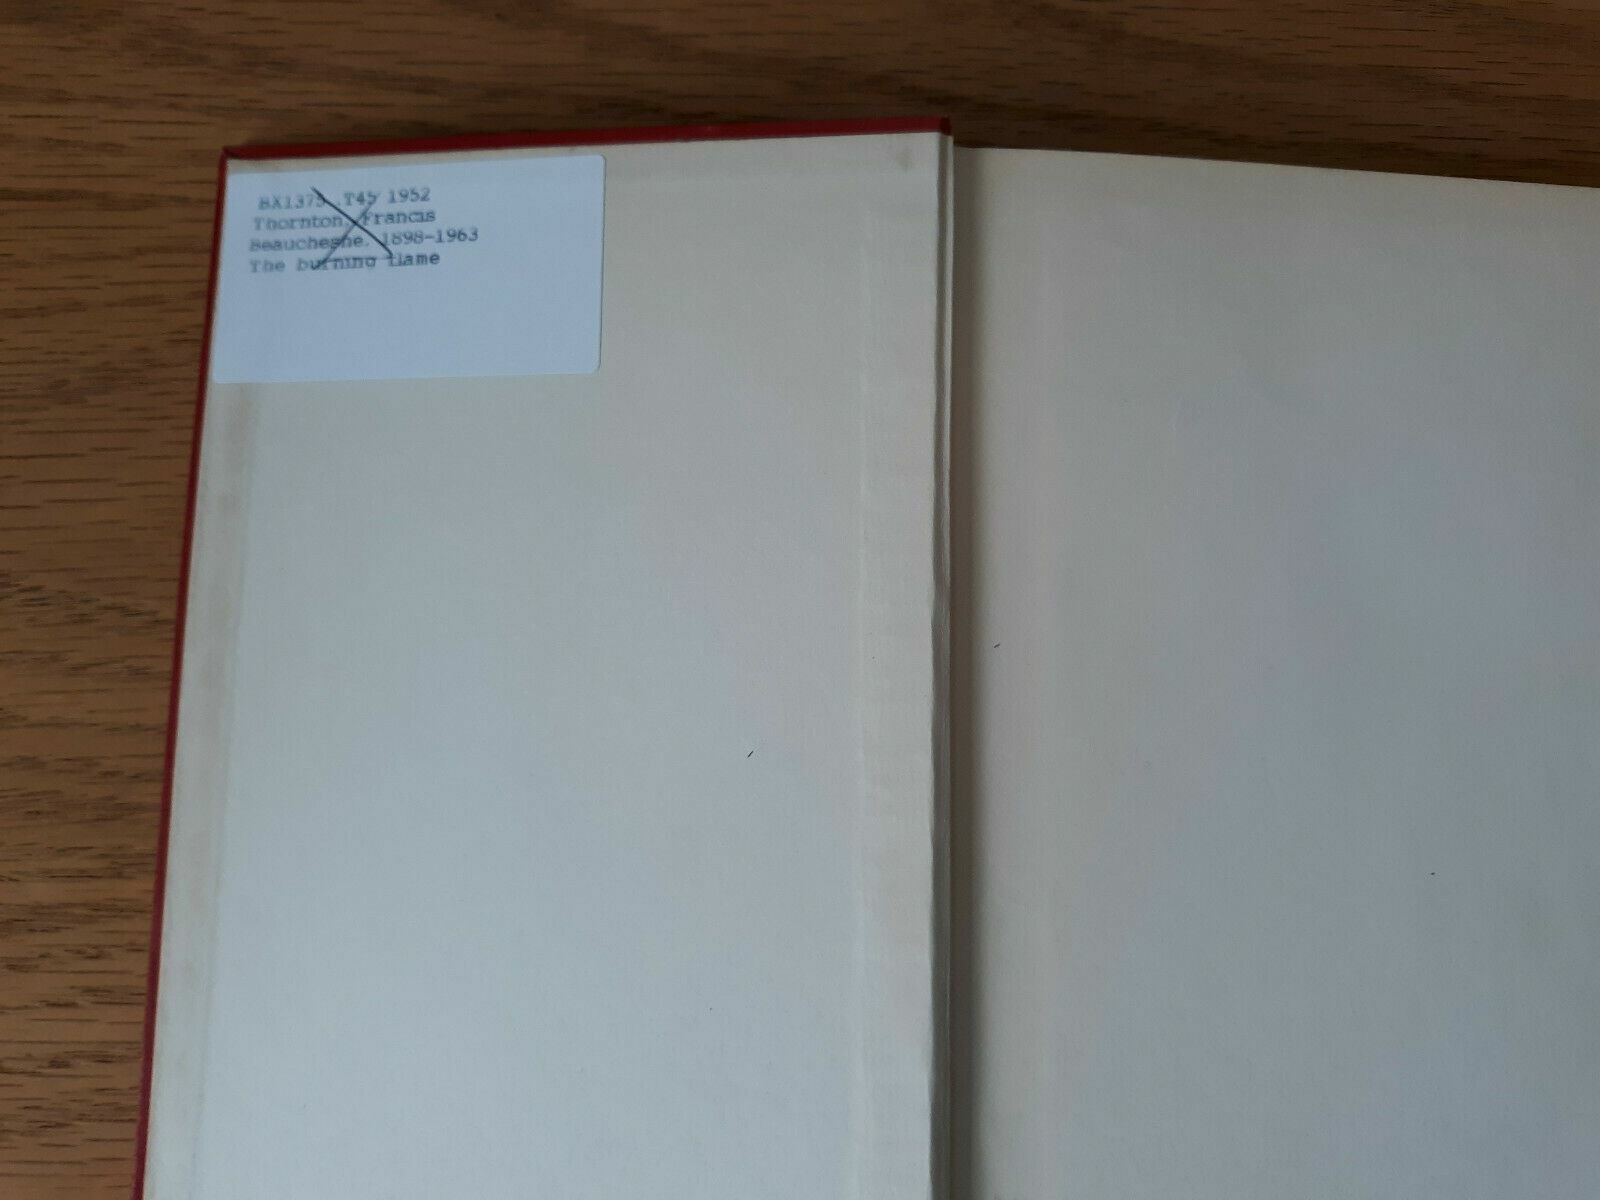 BX1375 .T45 1952
Thornton, Francis
Beauchesne, 1898-1963
The burning flame